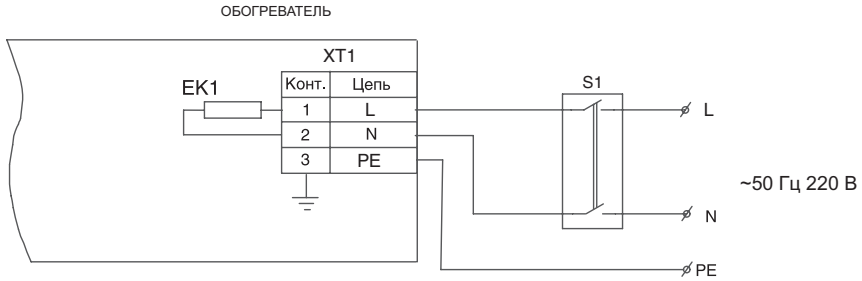 ОБОГРЕВАТЕЛЬ
XT1
EK1
Конт. Цепь
1 L
2 N
3 PE
S1
L
N
PE
~50 Гц 220 В